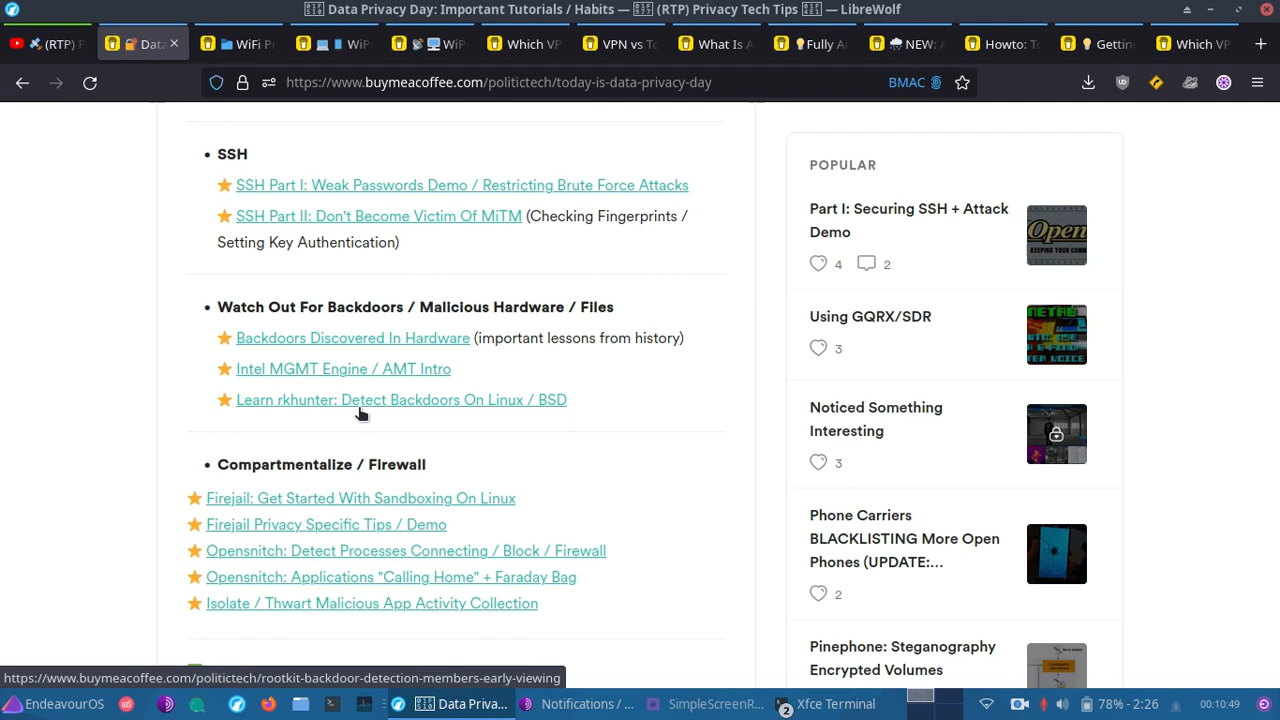 Data Privacy Day: Important Tutorials / Habits — (RTP) Privacy Tech Tips — LibreWolf
(RTP) P
Data
WiFi P
WiP
WiP
Which VP
VPN vs To
What Is A
Fully Au
NEW:
Howto: T
Gettin
Which VP
https://www.buymeacoffee.com/politictech/today-is-data-privacy-day
BMAC
• SSH
SSH Part I: Weak Passwords Demo / Restricting Brute Force Attacks
SSH Part II: Don't Become Victim Of MiTM (Checking Fingerprints /
Setting Key Authentication)
• Watch Out For Backdoors / Malicious Hardware / Files
Backdoors Discovered In Hardware (important lessons from history)
Intel MGMT Engine / AMT Intro
Learn rkhunter: Detect Backdoors On Linux / BSD
• Compartmentalize / Firewall
Firejail: Get Started With Sandboxing On Linux
Firejail Privacy Specific Tips / Demo
Opensnitch: Detect Processes Connecting / Block / Firewall
Opensnitch: Applications "Calling Home" + Faraday Bag
Isolate / Thwart Malicious App Activity Collection
POPULAR
Part I: Securing SSH + Attack
Demo
4 2
Using GQRX/SDR
3
Noticed Something
Interesting
3
Phone Carriers
BLACKLISTING More Open
Phones (UPDATE:...
2
Pinephone: Steganography
Encrypted Volumes
https://www.buymeacoffee.com/politictech/rootkit-backdoor-detection-members-early-viewing
EndeavourOS
Data Priva...
Notifications / ...
SimpleScreenR...
2 Xfce Terminal
78% - 2:26
00:10:49